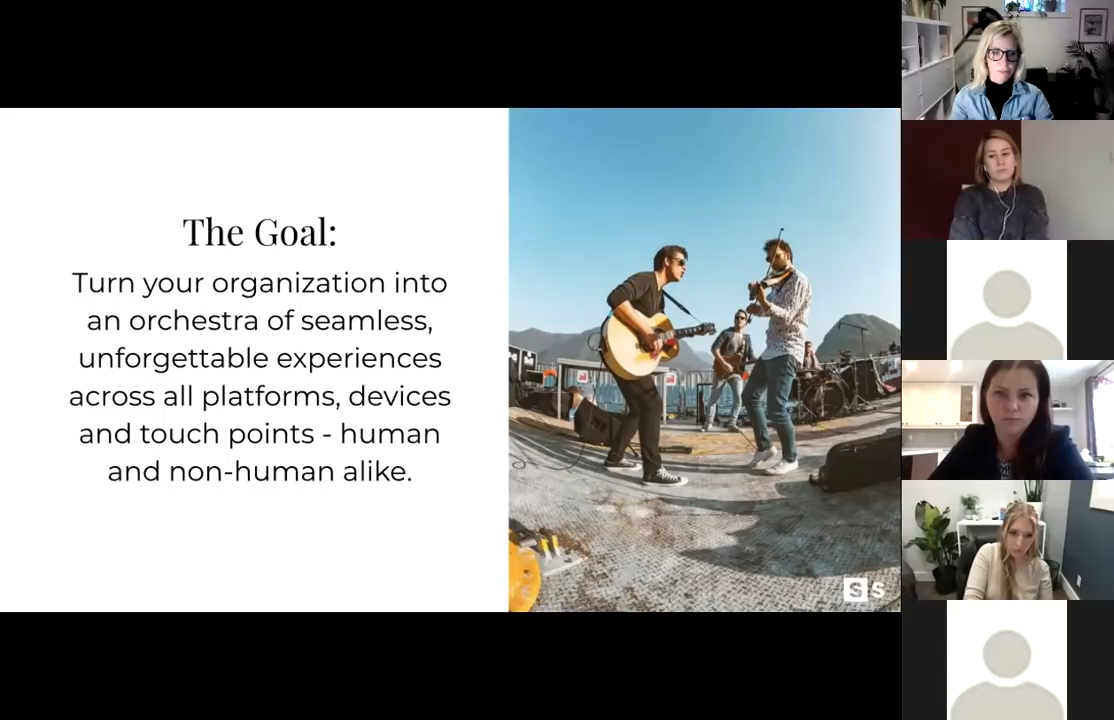 The Goal:
Turn your organization into
an orchestra of seamless,
unforgettable experiences
across all platforms, devices
and touch points - human
and non-human alike.
S S